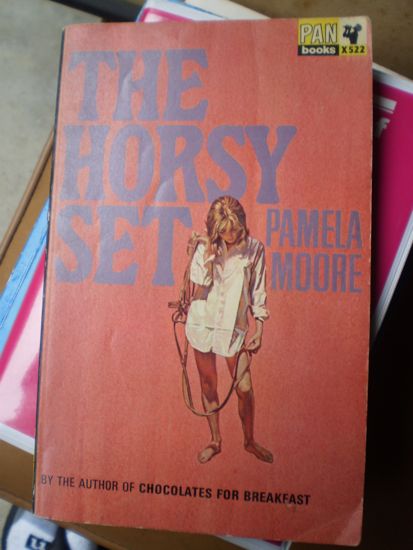 PAN
books X522
THE
HORSY
SET
PAMELA
MOORE
BY THE AUTHOR OF CHOCOLATES FOR BREAKFAST